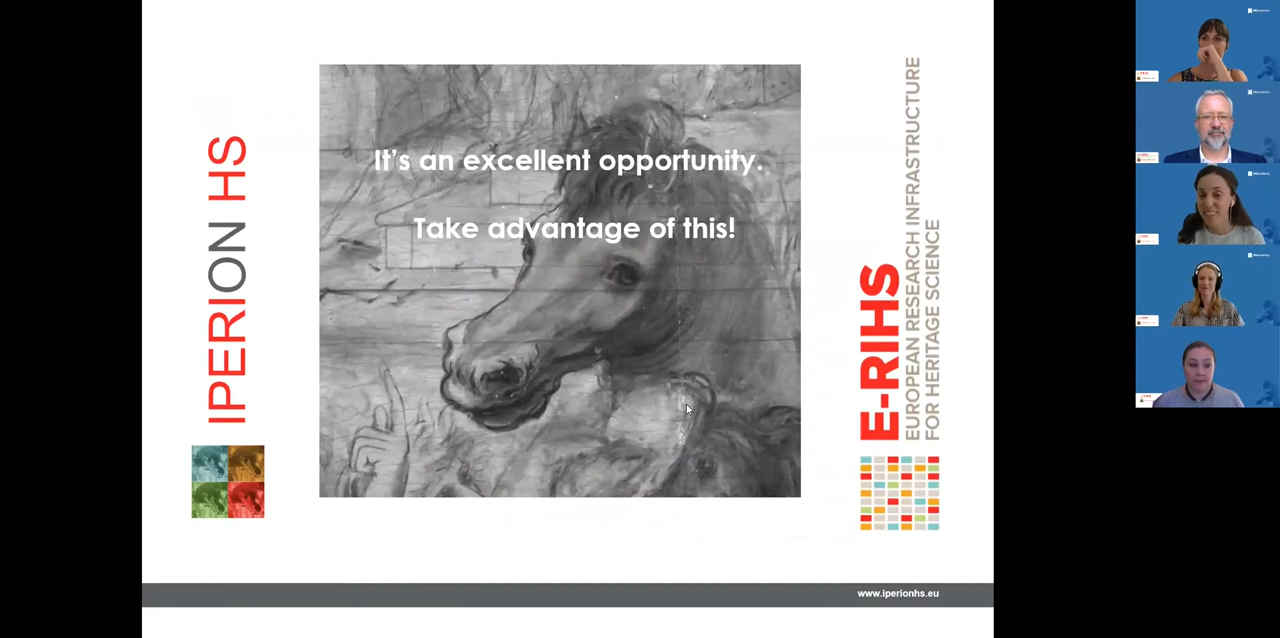 IPERION HS
It's an excellent opportunity.
Take advantage of this!
E-RIHS
EUROPEAN RESEARCH INFRASTRUCTURE
FOR HERITAGE SCIENCE
www.iperionhs.eu